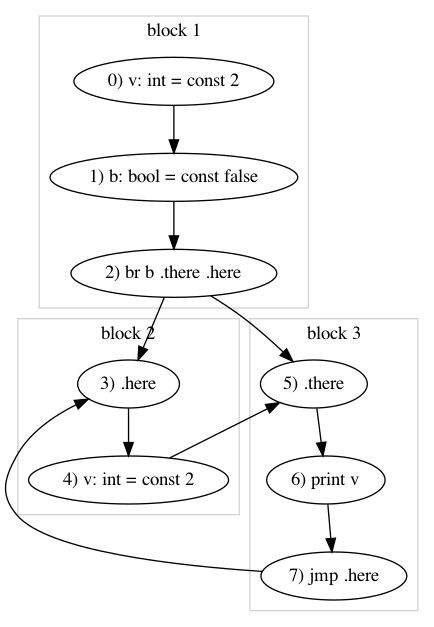 block 1
0) v: int = const 2
1) b: bool = const false
2) br b .there .here
block 2
3) .here
4) v: int = const 2
block 3
5) .there
6) print v
7) jmp .here